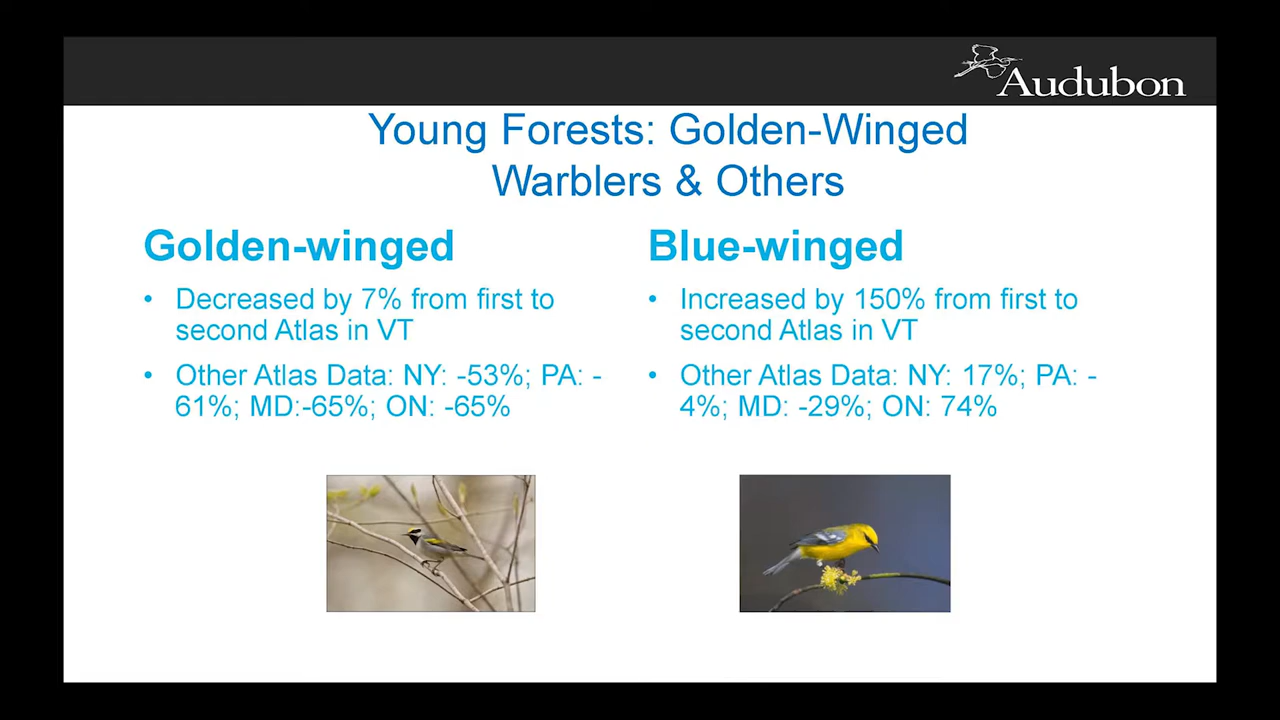 Audubon
Young Forests: Golden-Winged
Warblers & Others
Golden-winged
• Decreased by 7% from first to
second Atlas in VT
• Other Atlas Data: NY: -53%; PA: -
61%; MD:-65%; ON: -65%
Blue-winged
• Increased by 150% from first to
second Atlas in VT
• Other Atlas Data: NY: 17%; PA: -
4%; MD: -29%; ON: 74%